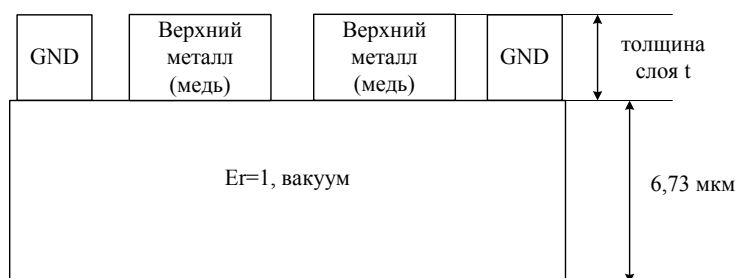 GND
Верхний
металл
(медь)
Верхний
металл
(медь)
GND
толщина
слоя t
Er=1, вакуум
6,73 мкм